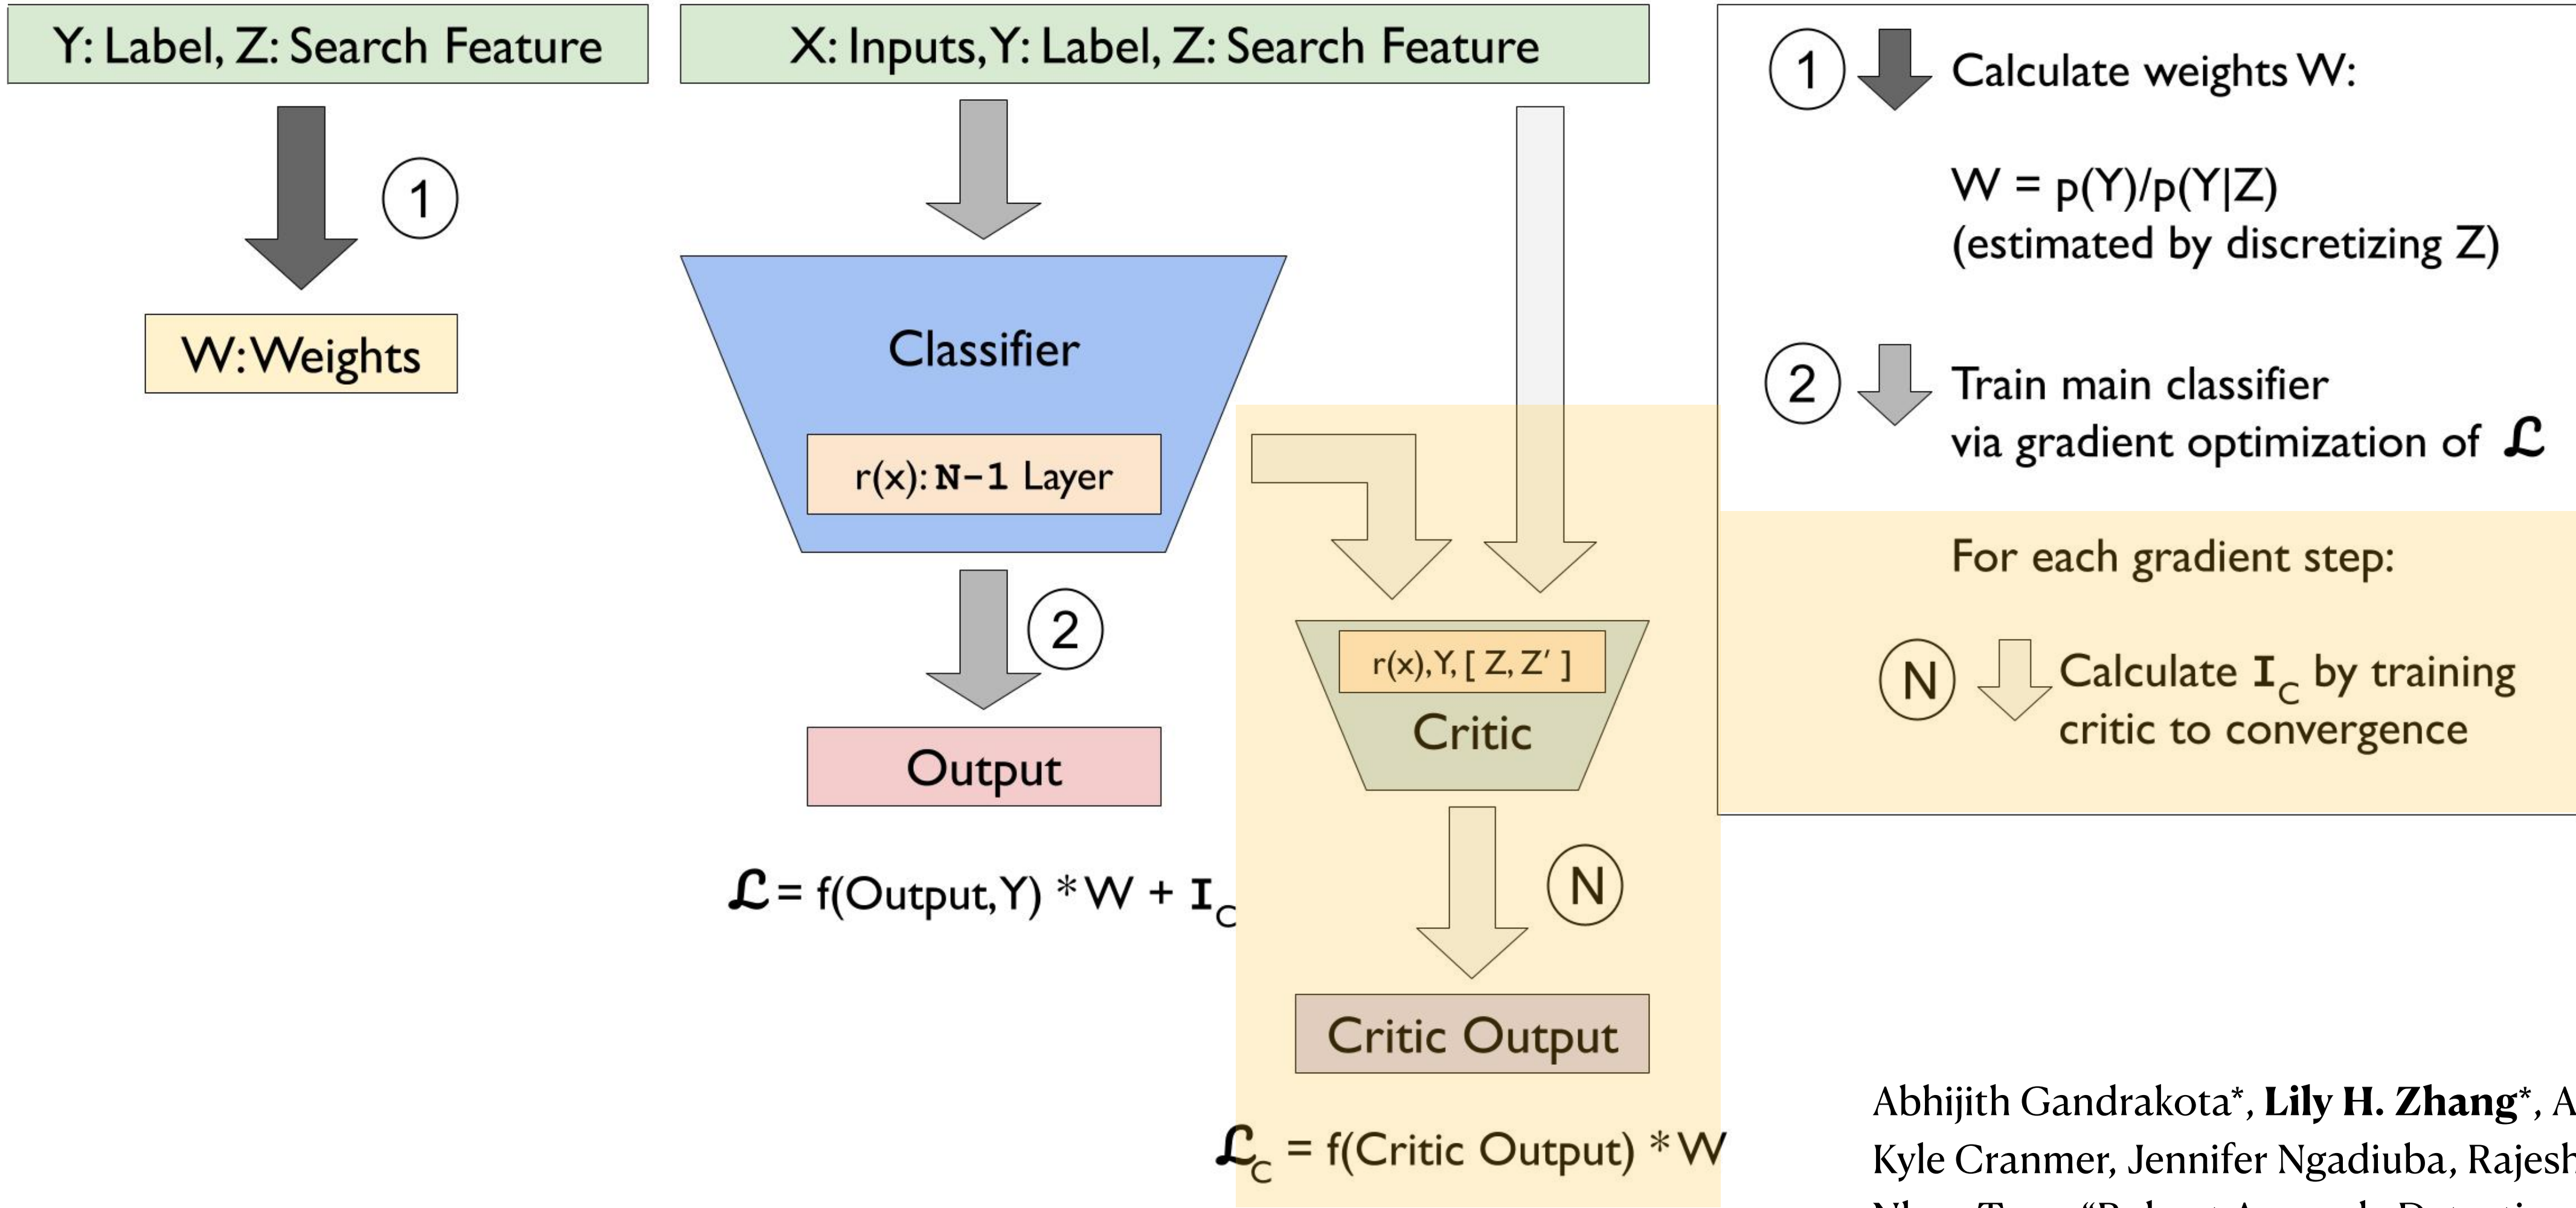 Y: Label, Z: Search Feature
1
W: Weights
X: Inputs, Y: Label, Z: Search Feature
Classifier
r(x): N-1 Layer
2
Output
ℒ = f(Output, Y) * W + I_C
r(x), Y, [ Z, Z′ ]
Critic
N
Critic Output
ℒ_C = f(Critic Output) * W
1 Calculate weights W:
W = p(Y)/p(Y|Z)
(estimated by discretizing Z)
2 Train main classifier
via gradient optimization of ℒ
For each gradient step:
N Calculate I_C by training
critic to convergence
Abhijith Gandrakota*, Lily H. Zhang*, A
Kyle Cranmer, Jennifer Ngadiuba, Rajesh